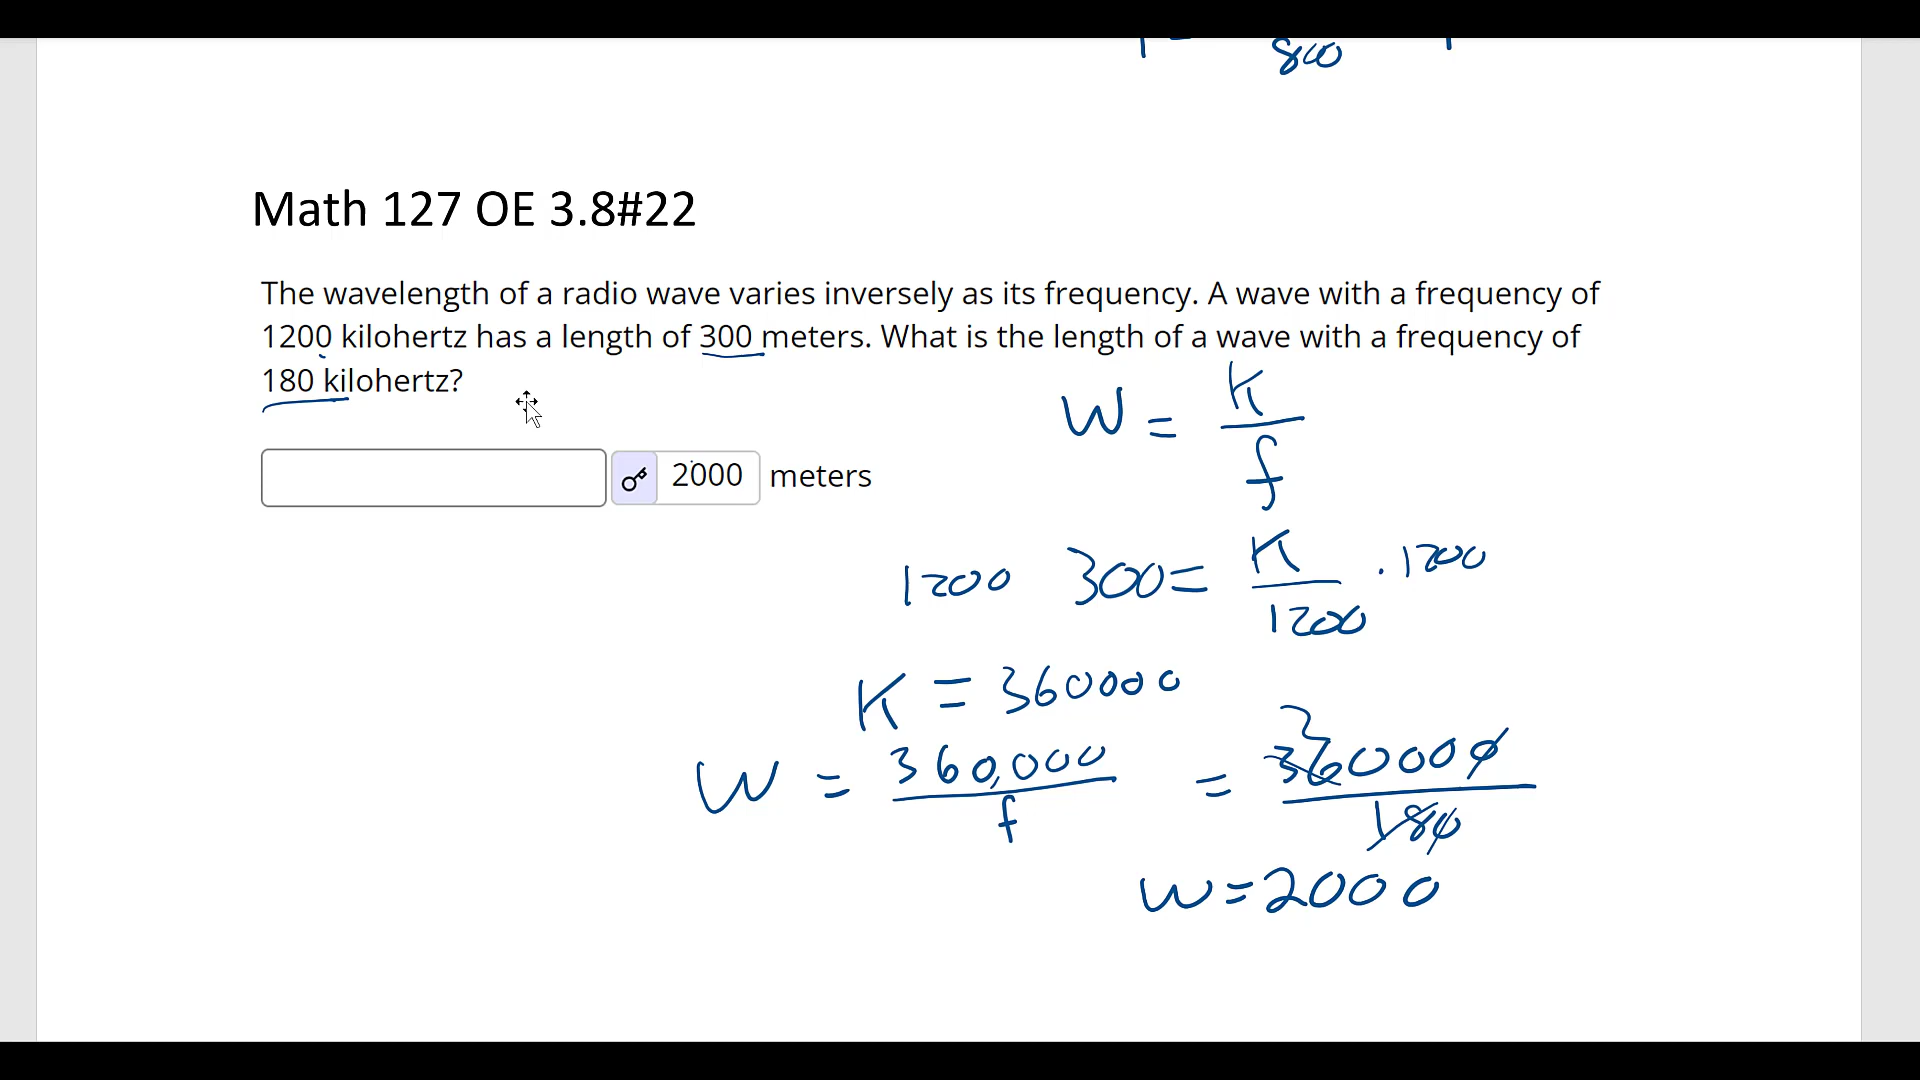 800
Math 127 OE 3.8#22
The wavelength of a radio wave varies inversely as its frequency. A wave with a frequency of
1200 kilohertz has a length of 300 meters. What is the length of a wave with a frequency of
180 kilohertz?
W = K / f
2000 meters
1200 300 = K / 1200 · 1200
K = 360000
W = 360,000 / f = 360000 / 180
2
W = 2000